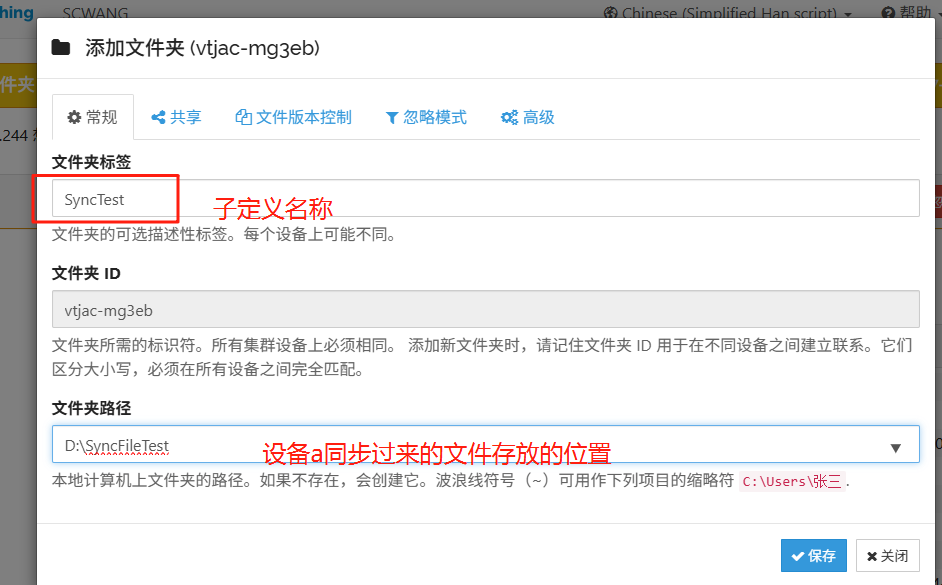 hing SCWANG Chinese (Simplified Han script) 帮助
添加文件夹 (vtjac-mg3eb)
件夹
常规 共享 文件版本控制 忽略模式 高级
.244
文件夹标签
SyncTest 子定义名称
文件夹的可选描述性标签。每个设备上可能不同。
文件夹 ID
vtjac-mg3eb
文件夹所需的标识符。所有集群设备上必须相同。 添加新文件夹时，请记住文件夹 ID 用于在不同设备之间建立联系。它们
区分大小写，必须在所有设备之间完全匹配。
文件夹路径
D:\SyncFileTest 设备a同步过来的文件存放的位置
本地计算机上文件夹的路径。如果不存在，会创建它。波浪线符号（~）可用作下列项目的缩略符 C:\Users\张三.
保存 关闭